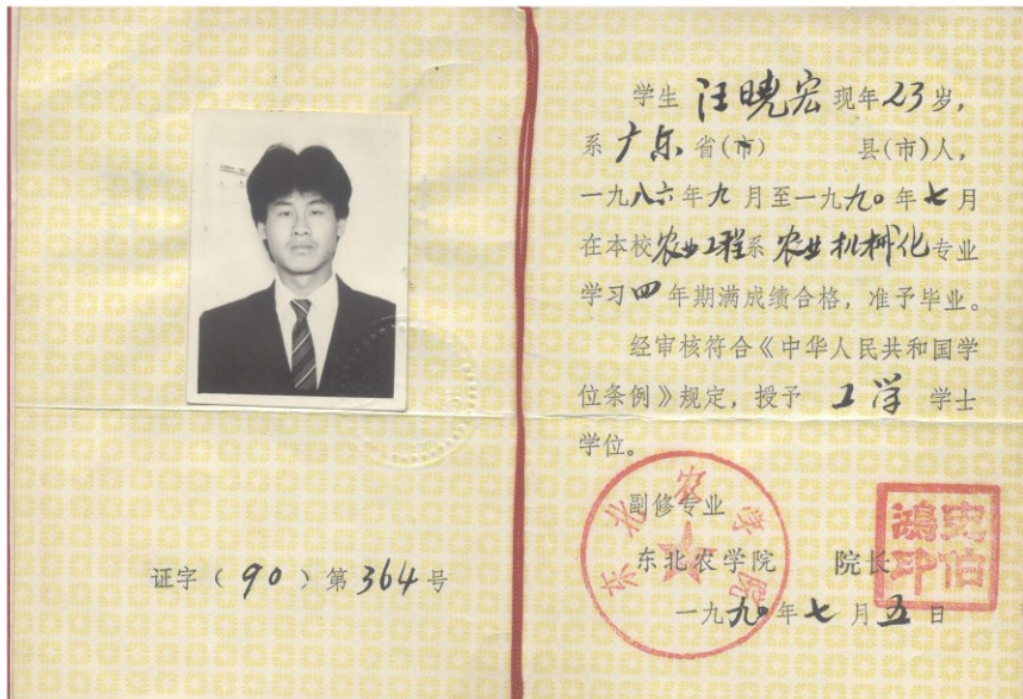 证字（90）第364号
学生 汪晓宏 现年23岁，
系 广东 省(市) 县(市)人，
一九八六年九月至一九九〇年七月
在本校农业工程系农业机械化专业
学习四年期满成绩合格，准予毕业。
经审核符合《中华人民共和国学
位条例》规定，授予 工学 学士
学位。
副修专业
东北农学院 院长
一九九〇年七月五日
东北农学院
史伯鸿印